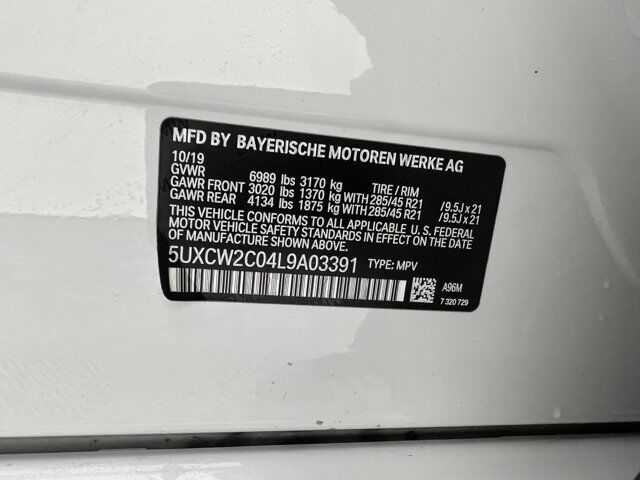 MFD BY BAYERISCHE MOTOREN WERKE AG
10/19
GVWR 6989 lbs 3170 kg TIRE / RIM
GAWR FRONT 3020 lbs 1370 kg WITH 285/45 R21 /9.5J x 21
GAWR REAR 4134 lbs 1875 kg WITH 285/45 R21 /9.5J x 21
THIS VEHICLE CONFORMS TO ALL APPLICABLE U.S. FEDERAL
MOTOR VEHICLE SAFETY STANDARDS IN EFFECT ON THE DATE
OF MANUFACTURE SHOWN ABOVE.
5UXCW2C04L9A03391 TYPE: MPV
A96M
7 320 729